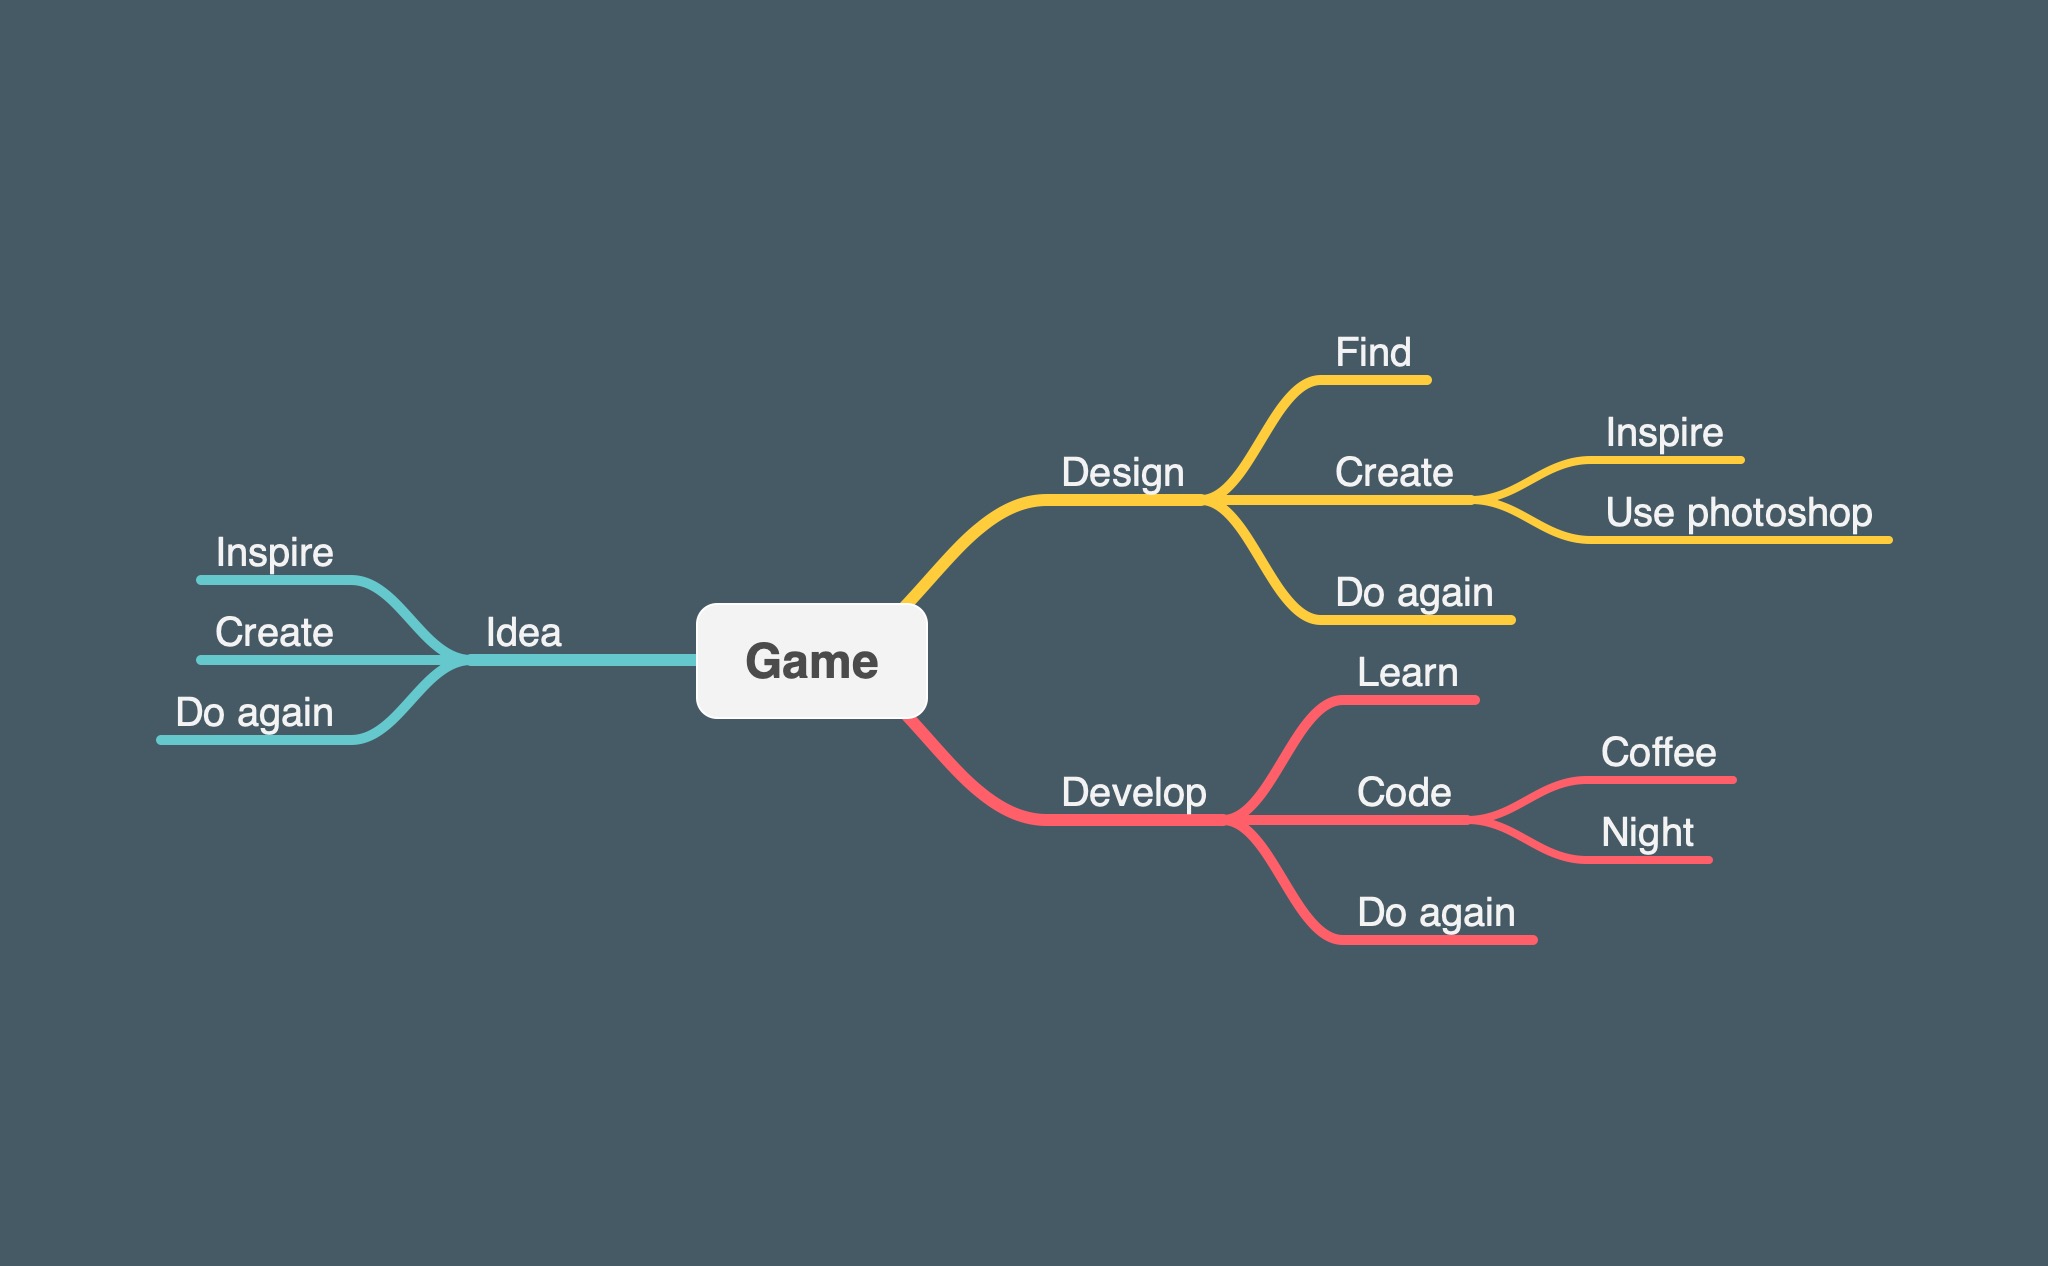 Game
Idea
Inspire
Create
Do again
Design
Find
Create
Inspire
Use photoshop
Do again
Develop
Learn
Code
Coffee
Night
Do again